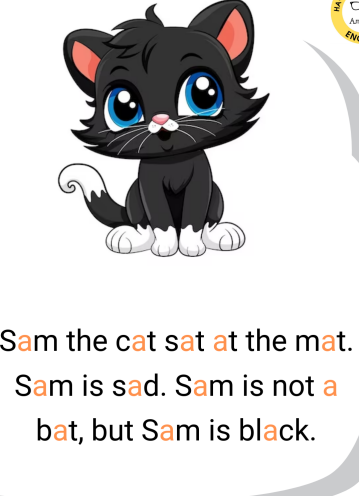 Sam the cat sat at the mat.
Sam is sad. Sam is not a
bat, but Sam is black.